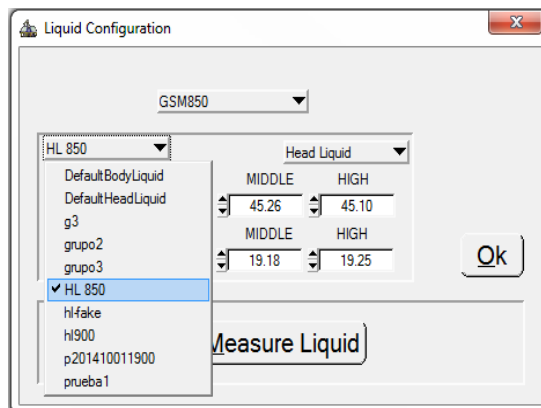 Liquid Configuration
GSM850
HL 850
Head Liquid
DefaultBodyLiquid
DefaultHeadLiquid
g3
grupo2
grupo3
HL 850
hl-fake
hl900
p201410011900
prueba1
MIDDLE HIGH
45.26 45.10
MIDDLE HIGH
19.18 19.25
Ok
Measure Liquid